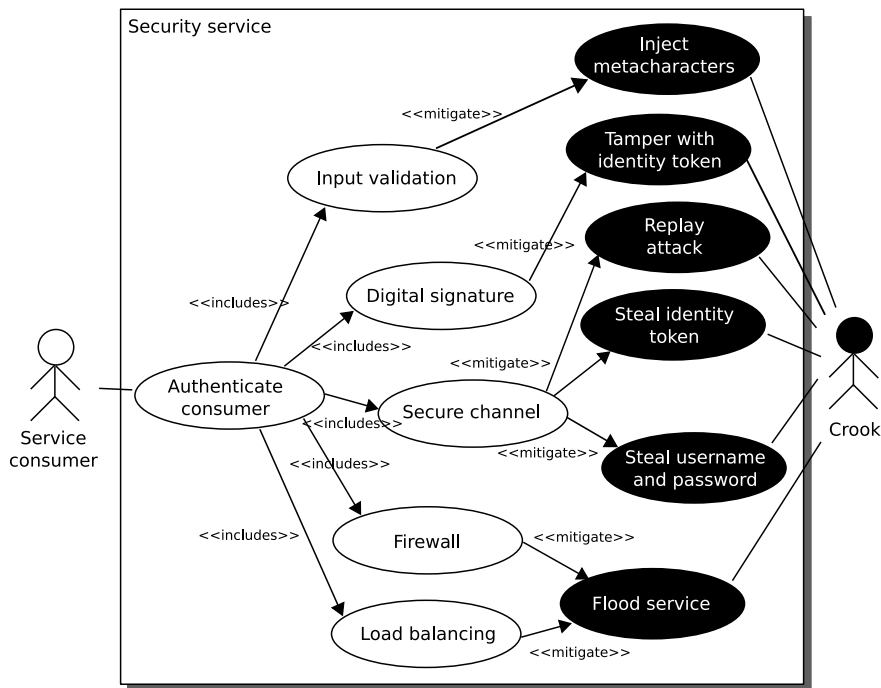 Security service
Inject
metacharacters
<<mitigate>>
Tamper with
identity token
Input validation
Replay
attack
<<mitigate>>
Digital signature
<<includes>>
Steal identity
token
<<includes>>
<<mitigate>>
Authenticate
consumer
Secure channel
<<includes>>
Service
consumer
Crook
<<mitigate>>
Steal username
and password
<<includes>>
<<includes>>
Firewall
<<mitigate>>
Flood service
Load balancing
<<mitigate>>